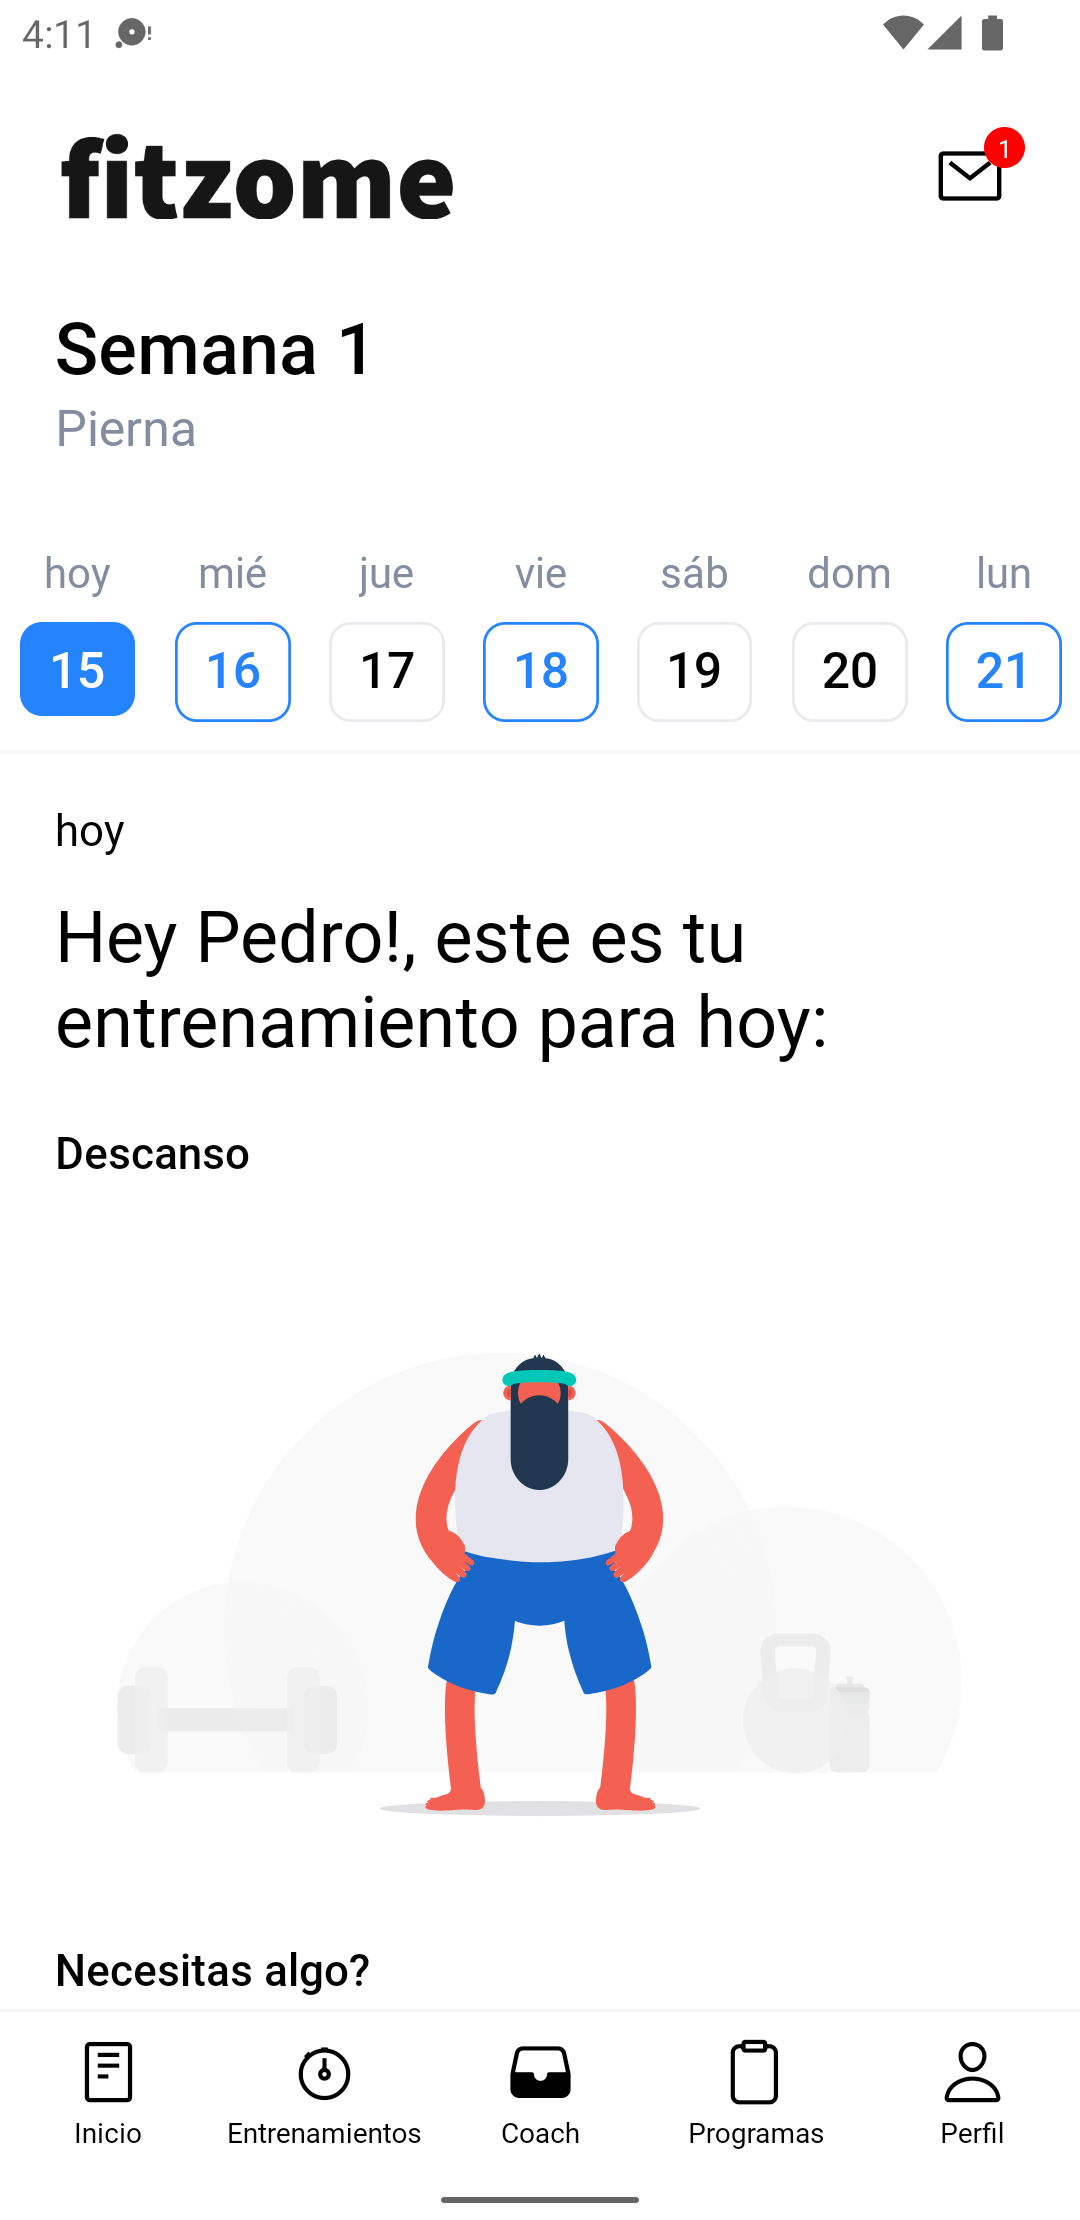 4:11
fitzome
1
Semana 1
Pierna
hoy mié jue vie sáb dom lun
15 16 17 18 19 20 21
hoy
Hey Pedro!, este es tu
entrenamiento para hoy:
Descanso
Necesitas algo?
Inicio Entrenamientos Coach Programas Perfil